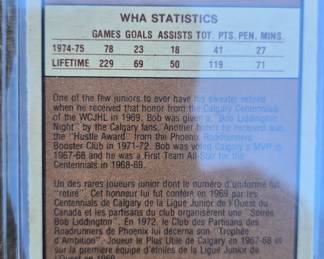 WHA STATISTICS
GAMES GOALS ASSISTS TOT. PTS. PEN. MINS.
1974-75 78 23 18 41 27
LIFETIME 229 69 50 119 71
One of few juniors to ever have his sweater retired
when he received that honor from the Calgary Centennials
of the WCJHL in 1969. Bob was given a "Bob Liddington
Night" by the Calgary fans. Another honor he received was
the "Hustle Award" from the Phoenix Roadrunners
Booster Club in 1971-72. Bob was voted Calgary's MVP in
1967-68 and he was a First Team All-Star for the
Centennials in 1968-69.
Un des rares joueurs junior dont le numéro d'uniforme fut
"retiré". Cet honneur lui fut conféré en 1969 par les
Centennials de Calgary de la Ligue Junior de l'Ouest du
Canada et les partisans du club organisèrent une "Soirée
Bob Liddington". En 1972, le Club des Partisans des
Roadrunners de Phoenix lui décerna son "Trophée
d'Ambition". Joueur le Plus Utile de Calgary en 1967-68 et
sur la première équipe d'étoiles de la Ligue Junior de
l'Ouest en 1969